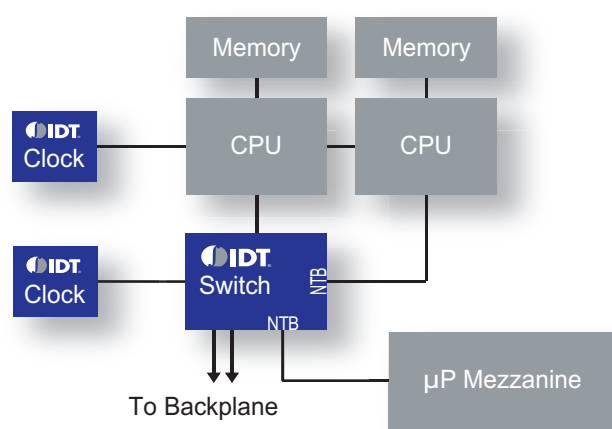 Memory
Memory
IDT
Clock
CPU
CPU
IDT
Clock
IDT
Switch
NTB
NTB
µP Mezzanine
To Backplane